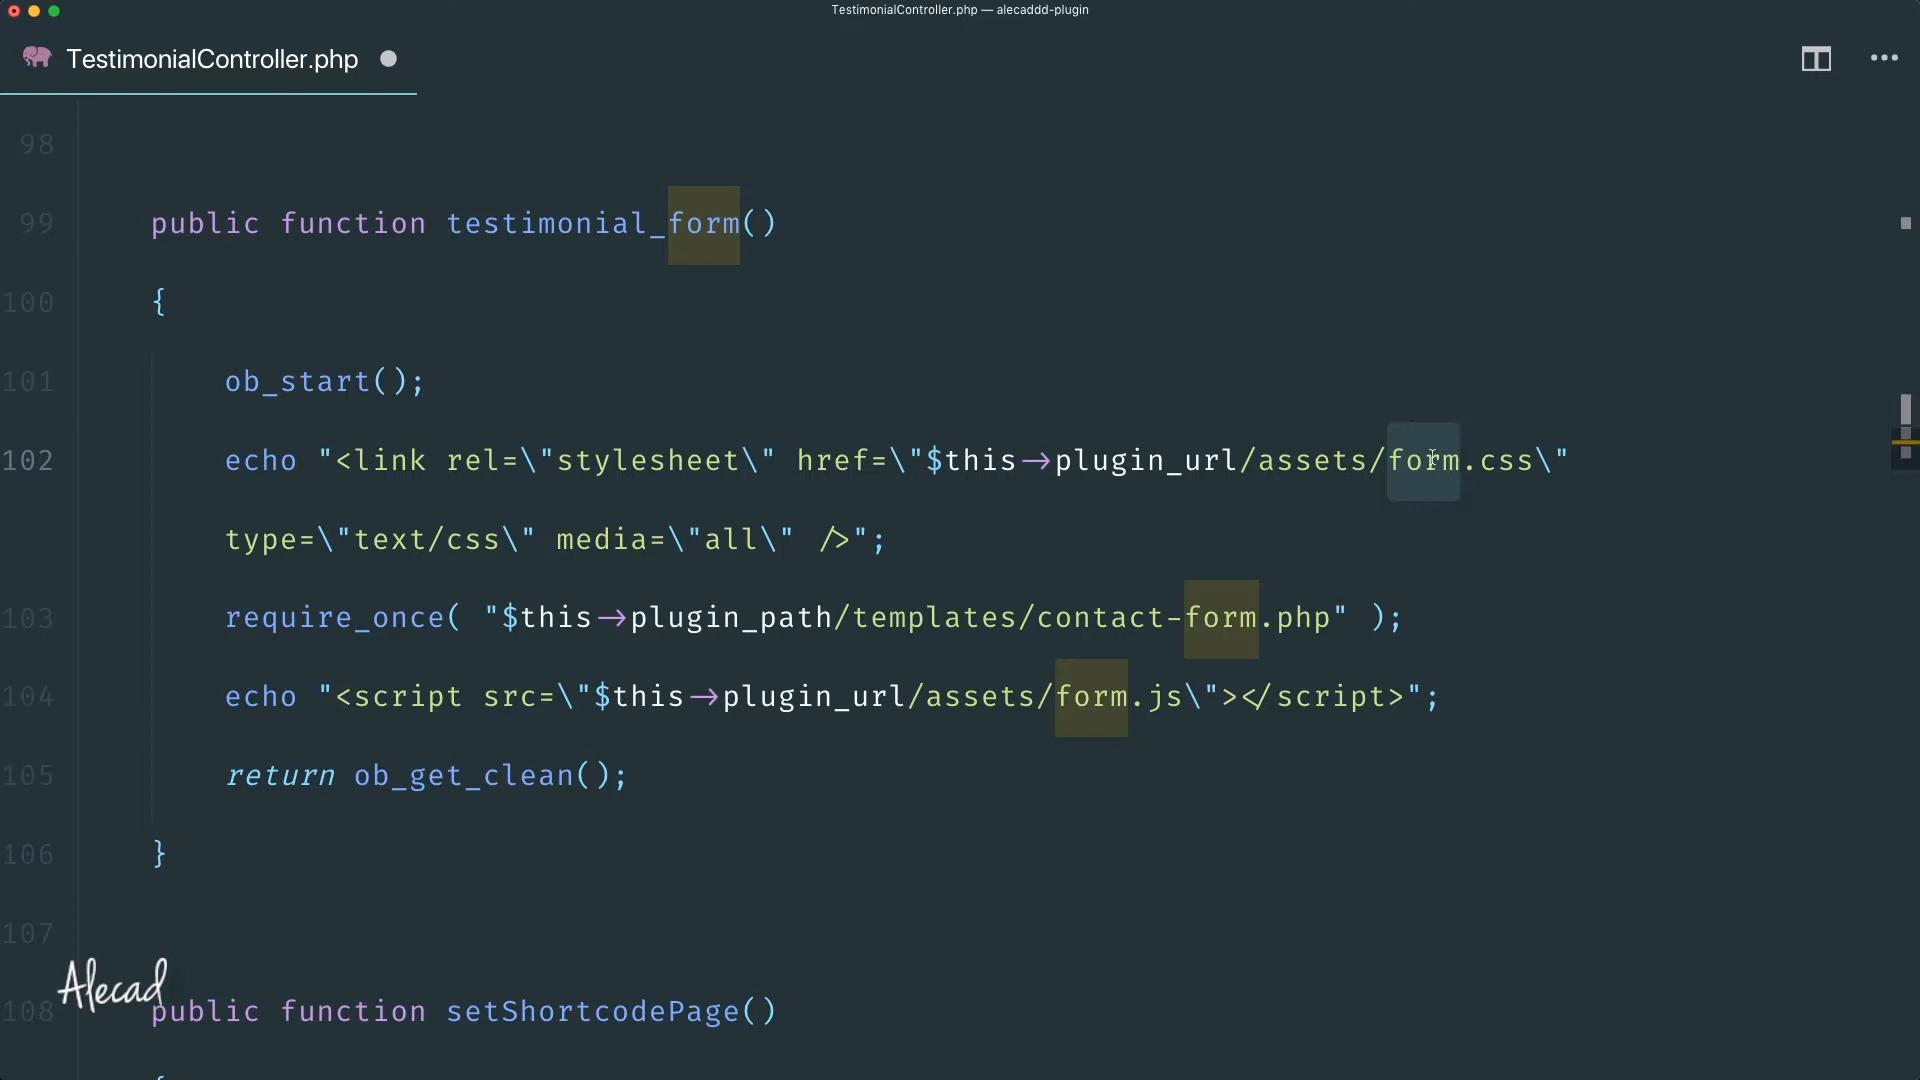 TestimonialController.php — alecaddd-plugin
TestimonialController.php
98
99 public function testimonial_form()
100 {
101 ob_start();
102 echo "<link rel=\"stylesheet\" href=\"$this->plugin_url/assets/form.css\"
type=\"text/css\" media=\"all\" />";
103 require_once( "$this->plugin_path/templates/contact-form.php" );
104 echo "<script src=\"$this->plugin_url/assets/form.js\"></script>";
105 return ob_get_clean();
106 }
107
Alecad
108 public function setShortcodePage()
{